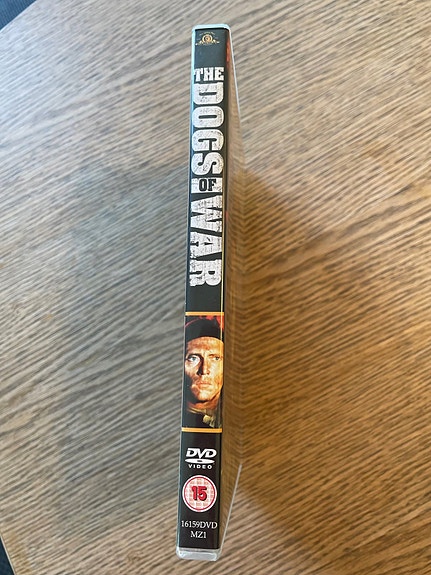 THE DOGS OF WAR
DVD
VIDEO
15
16159DVD
MZ1